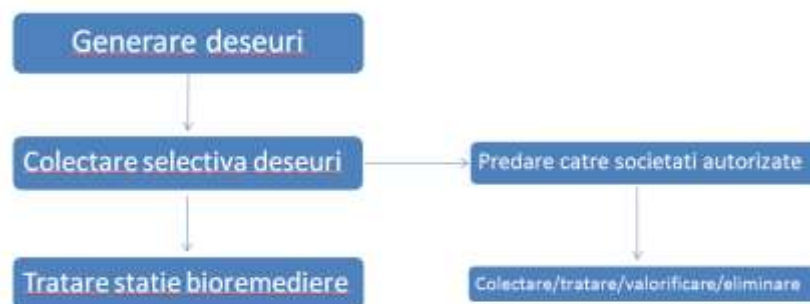 Generare deseuri
Colectare selectiva deseuri
Predare catre societati autorizate
Tratare statie bioremediere
Colectare/tratare/valorificare/eliminare